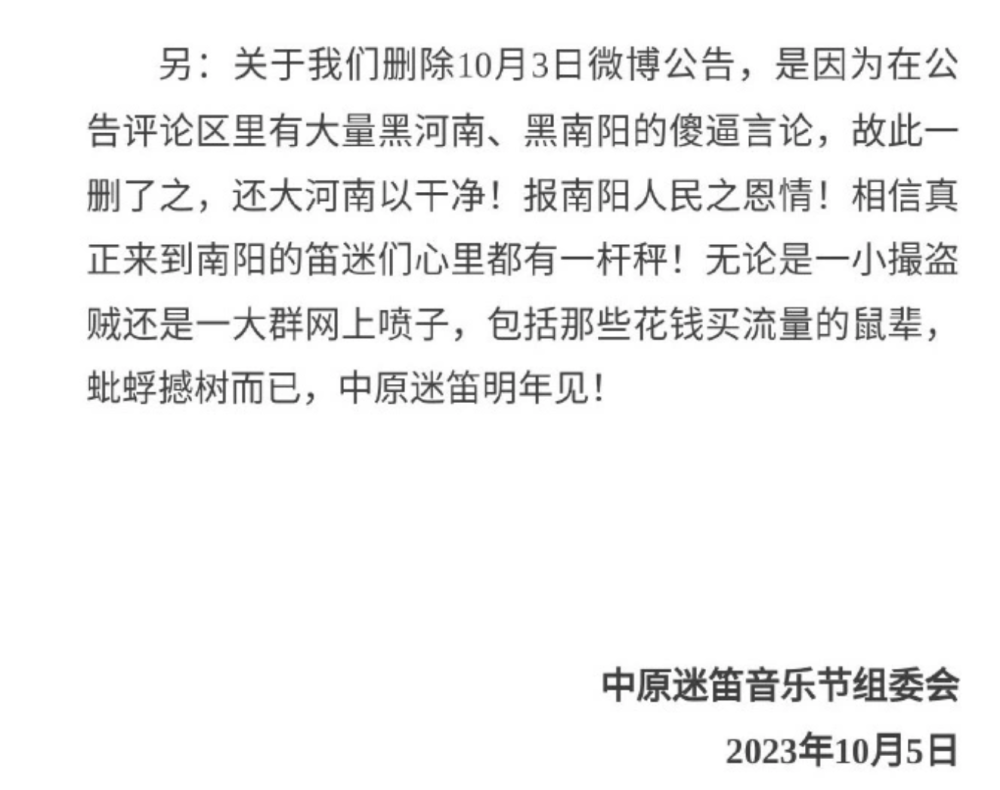 另：关于我们删除10月3日微博公告，是因为在公
告评论区里有大量黑河南、黑南阳的傻逼言论，故此一
删了之，还大河南以干净！报南阳人民之恩情！相信真
正来到南阳的笛迷们心里都有一杆秤！无论是一小撮盗
贼还是一大群网上喷子，包括那些花钱买流量的鼠辈，
蚍蜉撼树而已，中原迷笛明年见！
中原迷笛音乐节组委会
2023年10月5日